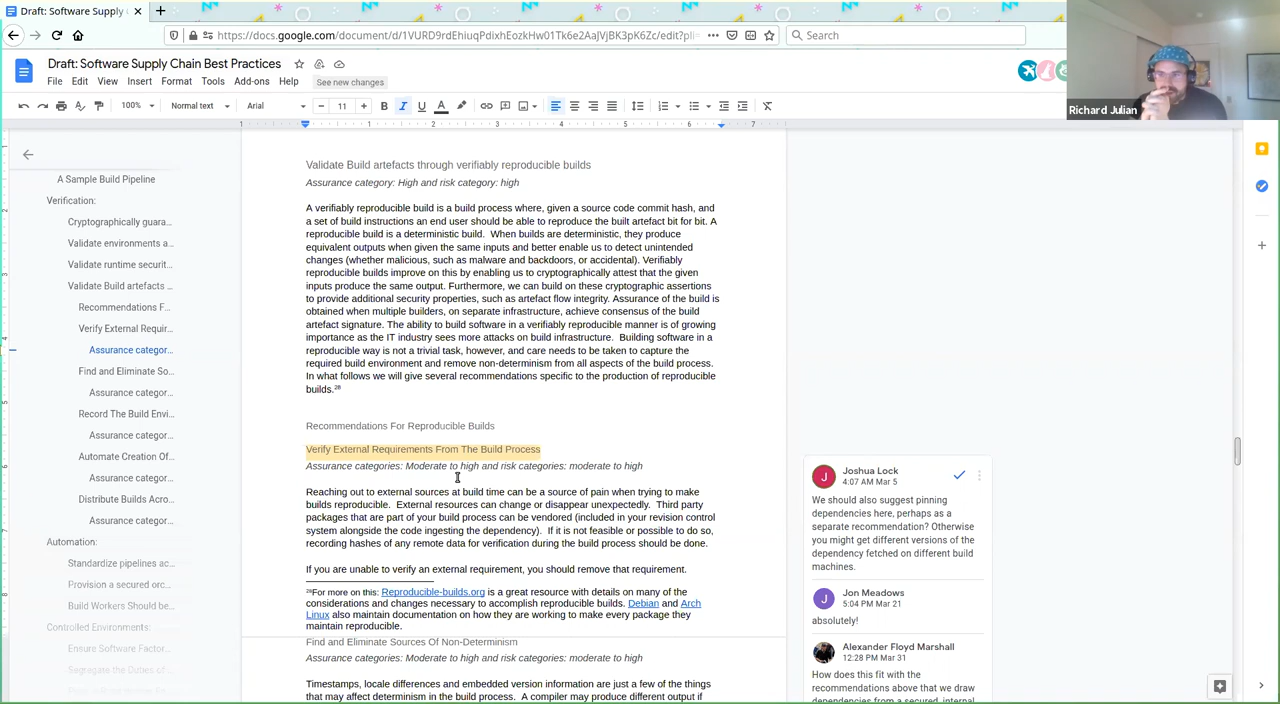 Draft: Software Supply C
https://docs.google.com/document/d/1VURD9rdEhiuqPdixhEozkHw01Tk6e2AaJVjBK3pK6Zc/edit?pli=
Search
Richard Julian
Draft: Software Supply Chain Best Practices
File Edit View Insert Format Tools Add-ons Help See new changes
100% Normal text Arial 11
1 1 2 3 4 5 6 7
A Sample Build Pipeline
Verification:
Cryptographically guara...
Validate environments a...
Validate runtime securit...
Validate Build artefacts ...
Recommendations F...
Verify External Requir...
Assurance categor...
Find and Eliminate So...
Assurance categor...
Record The Build Envi...
Assurance categor...
Automate Creation Of...
Assurance categor...
Distribute Builds Acro...
Assurance categor...
Automation:
Standardize pipelines ac...
Provision a secured orc...
Build Workers Should be...
Controlled Environments:
Ensure Software Factor...
Segregate the Duties of ...
Validate Build artefacts through verifiably reproducible builds
Assurance category: High and risk category: high
A verifiably reproducible build is a build process where, given a source code commit hash, and
a set of build instructions an end user should be able to reproduce the built artefact bit for bit. A
reproducible build is a deterministic build. When builds are deterministic, they produce
equivalent outputs when given the same inputs and better enable us to detect unintended
changes (whether malicious, such as malware and backdoors, or accidental). Verifiably
reproducible builds improve on this by enabling us to cryptographically attest that the given
inputs produce the same output. Furthermore, we can build on these cryptographic assertions
to provide additional security properties, such as artefact flow integrity. Assurance of the build is
obtained when multiple builders, on separate infrastructure, achieve consensus of the build
artefact signature. The ability to build software in a verifiably reproducible manner is of growing
importance as the IT industry sees more attacks on build infrastructure. Building software in a
reproducible way is not a trivial task, however, and care needs to be taken to capture the
required build environment and remove non-determinism from all aspects of the build process.
In what follows we will give several recommendations specific to the production of reproducible
builds.28
Recommendations For Reproducible Builds
Verify External Requirements From The Build Process
Assurance categories: Moderate to high and risk categories: moderate to high
Reaching out to external sources at build time can be a source of pain when trying to make
builds reproducible. External resources can change or disappear unexpectedly. Third party
packages that are part of your build process can be vendored (included in your revision control
system alongside the code ingesting the dependency). If it is not feasible or possible to do so,
recording hashes of any remote data for verification during the build process should be done.
If you are unable to verify an external requirement, you should remove that requirement.
28For more on this: Reproducible-builds.org is a great resource with details on many of the
considerations and changes necessary to accomplish reproducible builds. Debian and Arch
Linux also maintain documentation on how they are working to make every package they
maintain reproducible.
Find and Eliminate Sources Of Non-Determinism
Assurance categories: Moderate to high and risk categories: moderate to high
Timestamps, locale differences and embedded version information are just a few of the things
that may affect determinism in the build process. A compiler may produce different output if
J
Joshua Lock
4:07 AM Mar 5
We should also suggest pinning
dependencies here, perhaps as a
separate recommendation? Otherwise
you might get different versions of the
dependency fetched on different build
machines.
J
Jon Meadows
5:04 PM Mar 21
absolutely!
Alexander Floyd Marshall
12:28 PM Mar 31
How does this fit with the
recommendations above that we draw
dependencies from a secured, internal